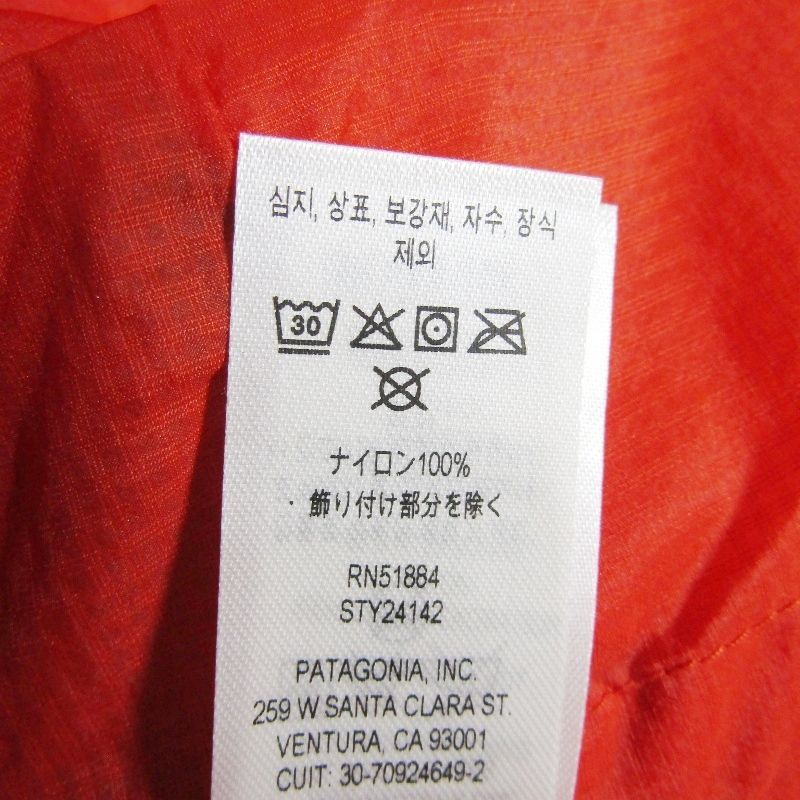 심지, 상표, 보강재, 자수, 장식
제외
30
ナイロン100%
・飾り付け部分を除く
RN51884
STY24142
PATAGONIA, INC.
259 W SANTA CLARA ST.
VENTURA, CA 93001
CUIT: 30-70924649-2